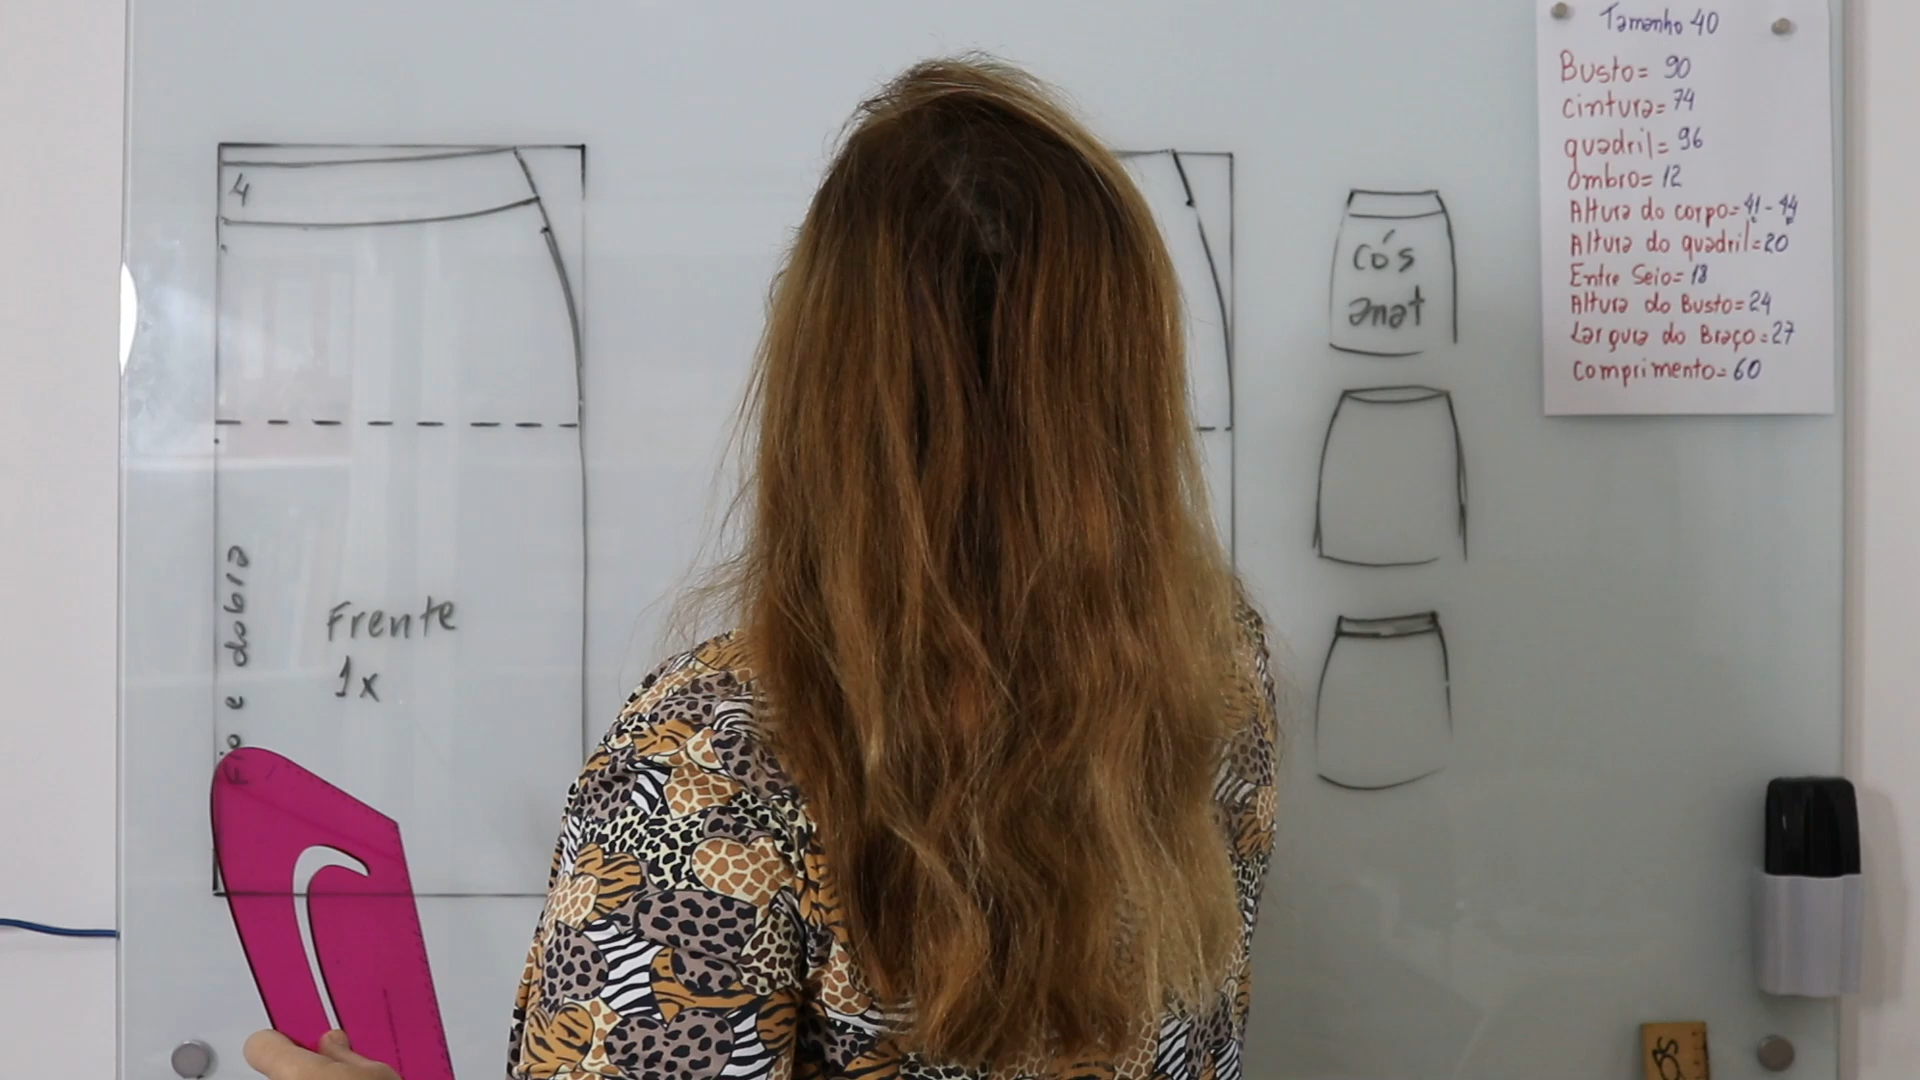 4
Fio e dobra
Frente
1x
cós
anat
Tamanho 40
Busto= 90
cintura= 74
quadril= 96
Ombro= 12
Altura do corpo= 41-44
Altura do quadril=20
Entre Seio= 18
Altura do Busto=24
Largura do Braço=27
comprimento= 60